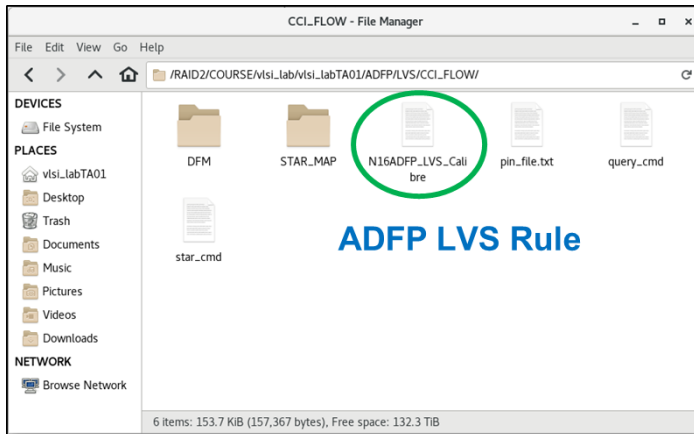 CCI_FLOW - File Manager
File Edit View Go Help
/RAID2/COURSE/vlsi_lab/vlsi_labTA01/ADFP/LVS/CCI_FLOW/
DEVICES
File System
PLACES
vlsi_labTA01
Desktop
Trash
Documents
Music
Pictures
Videos
Downloads
NETWORK
Browse Network
DFM
STAR_MAP
N16ADFP_LVS_Cali
bre
pin_file.txt
query_cmd
star_cmd
ADFP LVS Rule
6 items: 153.7 KiB (157,367 bytes), Free space: 132.3 TiB